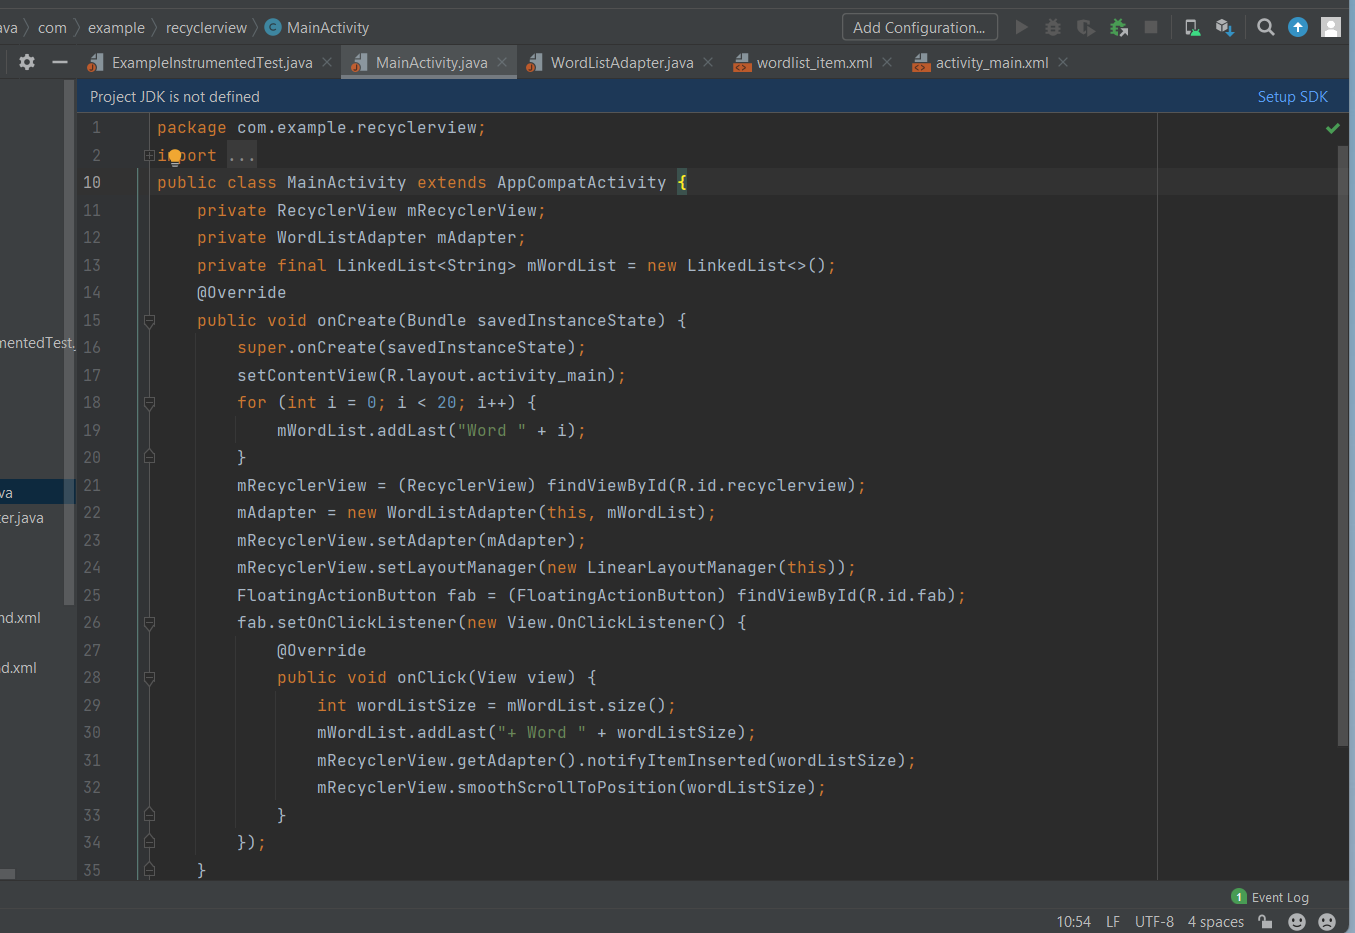 ava com example recyclerview C MainActivity Add Configuration...
ExampleInstrumentedTest.java MainActivity.java WordListAdapter.java wordlist_item.xml activity_main.xml
Project JDK is not defined Setup SDK
1 package com.example.recyclerview;
2 import ...
10 public class MainActivity extends AppCompatActivity {
11 private RecyclerView mRecyclerView;
12 private WordListAdapter mAdapter;
13 private final LinkedList<String> mWordList = new LinkedList<>();
14 @Override
15 public void onCreate(Bundle savedInstanceState) {
mentedTest.
16 super.onCreate(savedInstanceState);
17 setContentView(R.layout.activity_main);
18 for (int i = 0; i < 20; i++) {
19 mWordList.addLast("Word " + i);
20 }
21 mRecyclerView = (RecyclerView) findViewById(R.id.recyclerview);
va
22 mAdapter = new WordListAdapter(this, mWordList);
ter.java
23 mRecyclerView.setAdapter(mAdapter);
24 mRecyclerView.setLayoutManager(new LinearLayoutManager(this));
25 FloatingActionButton fab = (FloatingActionButton) findViewById(R.id.fab);
nd.xml
26 fab.setOnClickListener(new View.OnClickListener() {
27 @Override
d.xml
28 public void onClick(View view) {
29 int wordListSize = mWordList.size();
30 mWordList.addLast("+ Word " + wordListSize);
31 mRecyclerView.getAdapter().notifyItemInserted(wordListSize);
32 mRecyclerView.smoothScrollToPosition(wordListSize);
33 }
34 });
35 }
1 Event Log
10:54 LF UTF-8 4 spaces